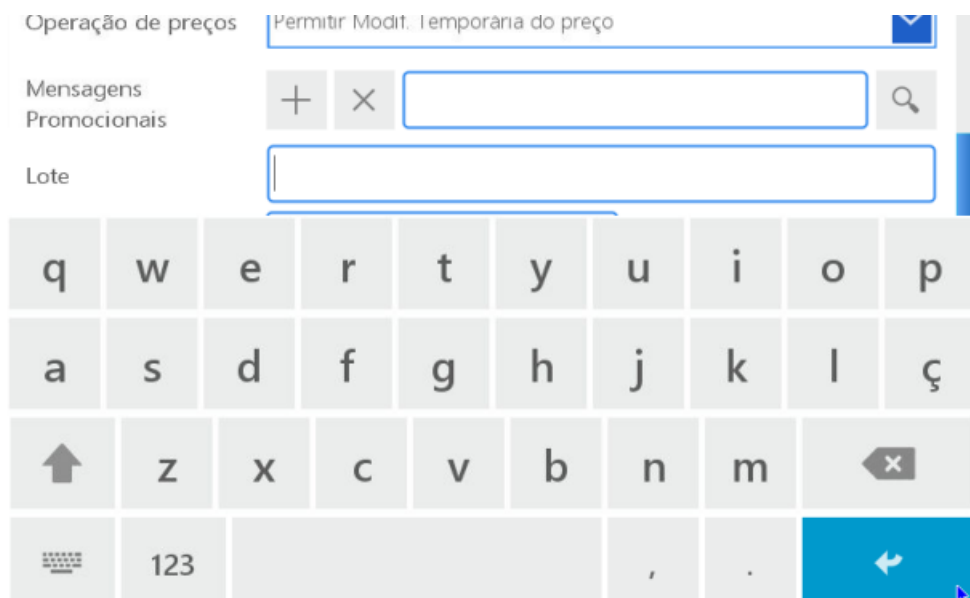 Operação de preços
Permitir Modif. Temporária do preço
Mensagens
Promocionais
Lote
q w e r t y u i o p
a s d f g h j k l ç
z x c v b n m
123 , .